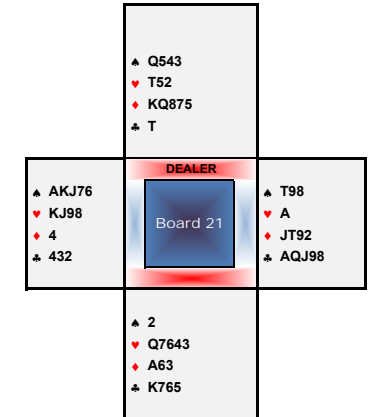 ♠ Q543
♥ T52
♦ KQ875
♣ T
DEALER
♠ AKJ76
♥ KJ98
♦ 4
♣ 432
Board 21
♠ T98
♥ A
♦ JT92
♣ AQJ98
♠ 2
♥ Q7643
♦ A63
♣ K765